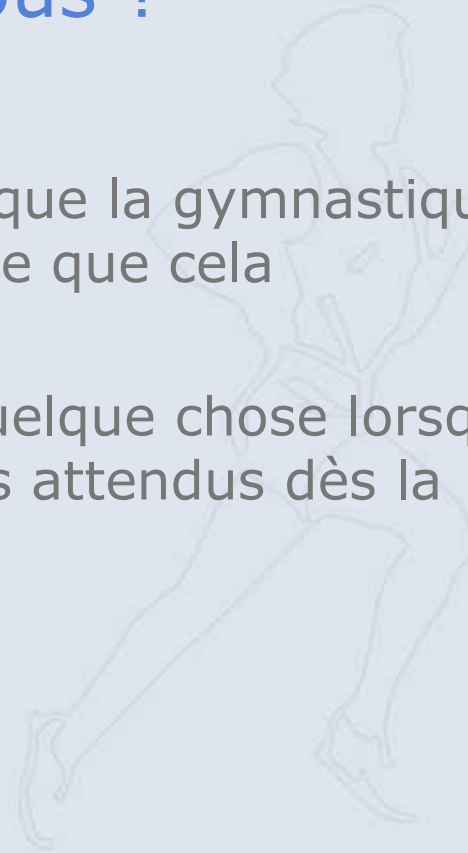 que la gymnastiqu
e que cela
uelque chose lorsq
s attendus dès la